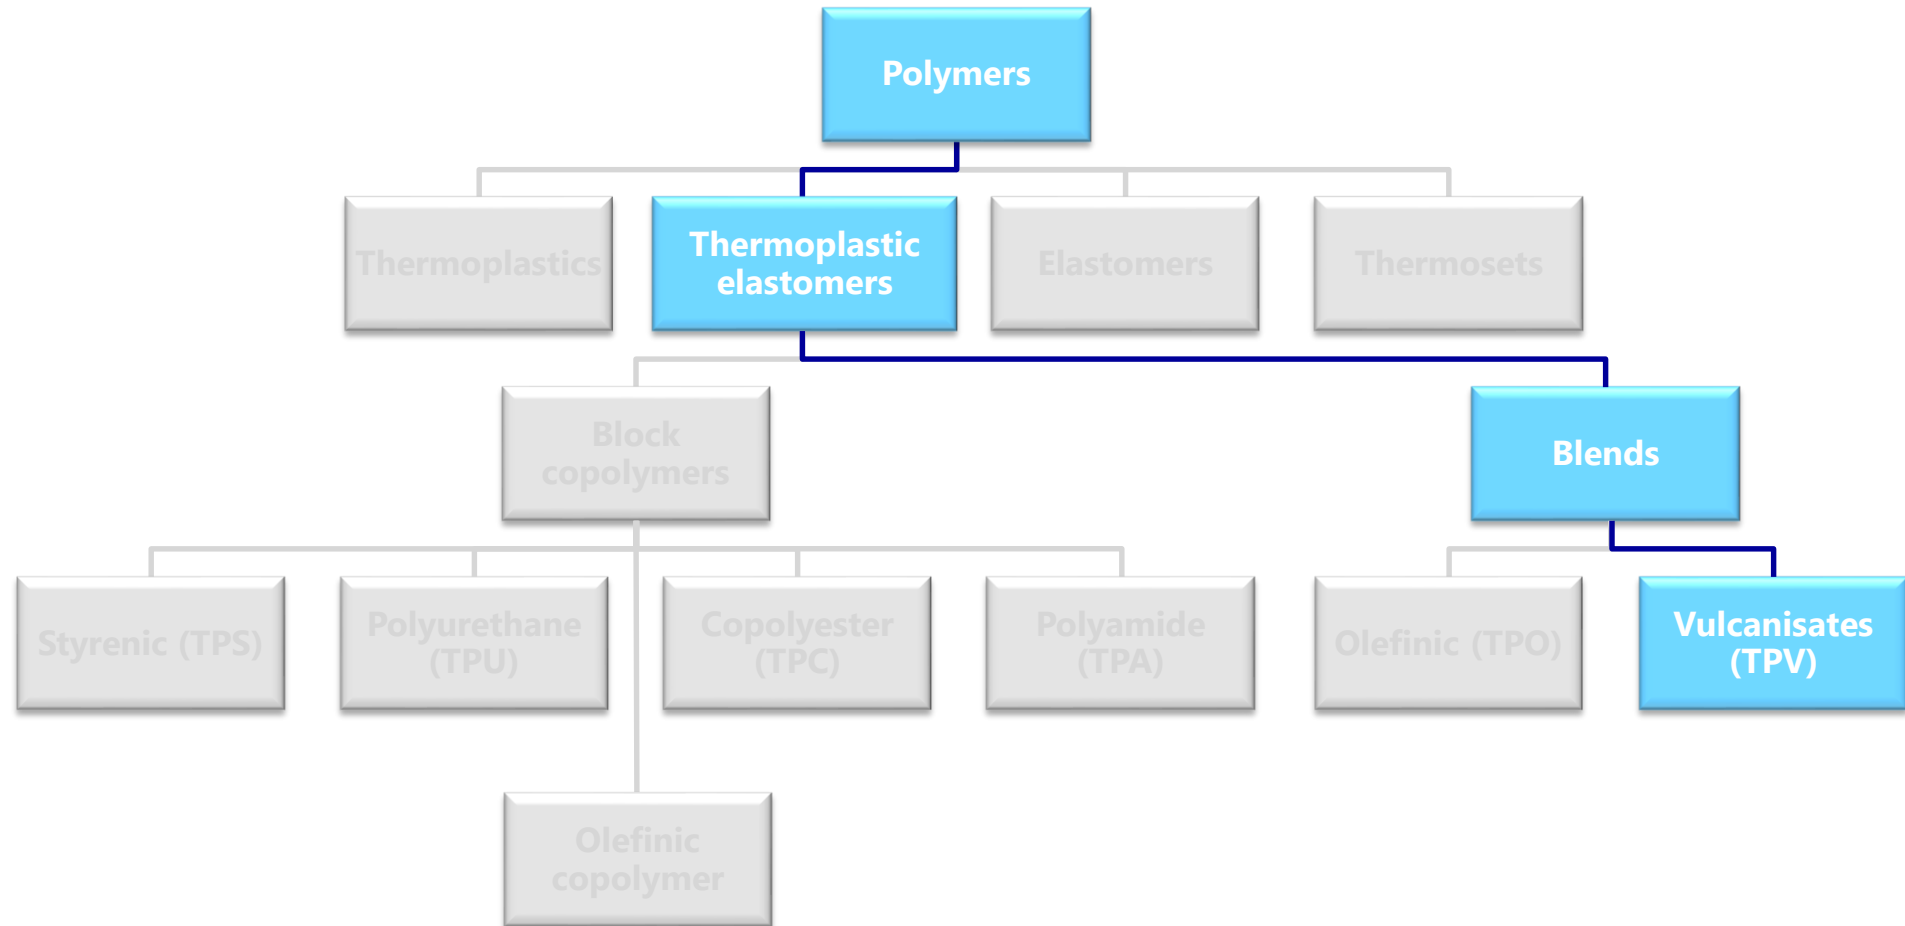 Polymers
Thermoplastics
Thermoplastic
elastomers
Elastomers
Thermosets
Block
copolymers
Blends
Styrenic (TPS)
Polyurethane
(TPU)
Copolyester
(TPC)
Polyamide
(TPA)
Olefinic (TPO)
Vulcanisates
(TPV)
Olefinic
copolymer